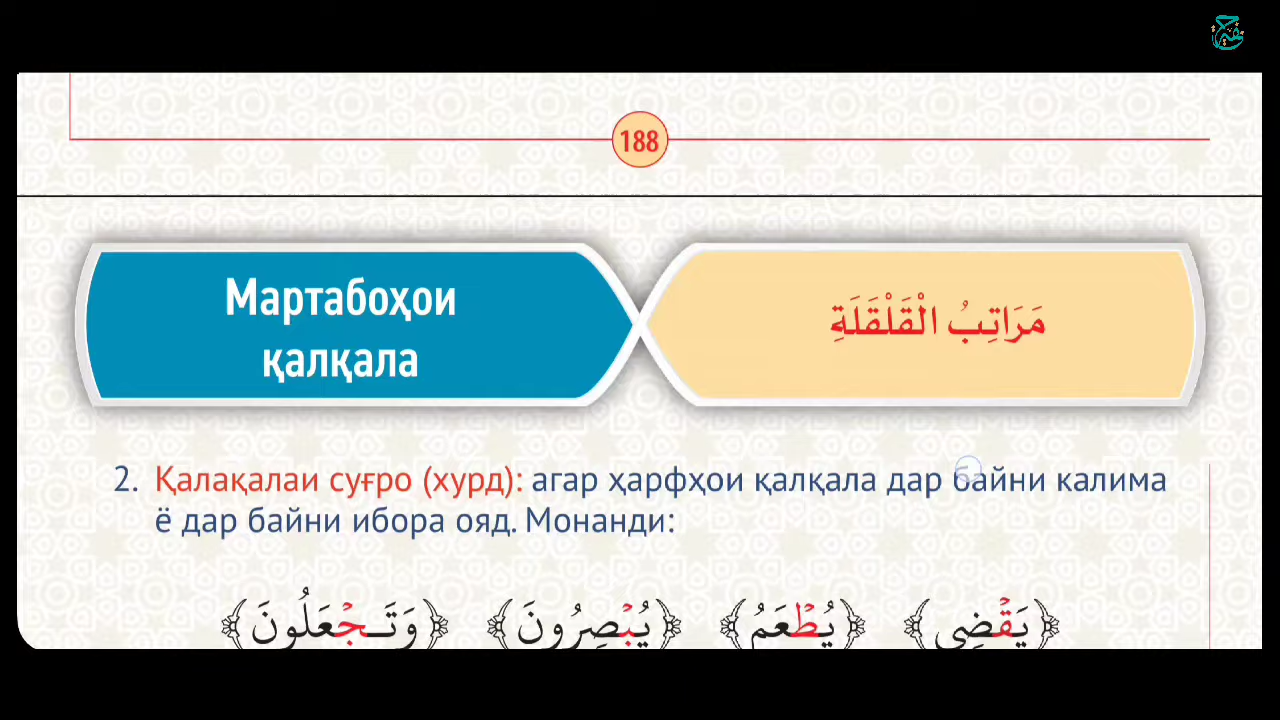 188
Мартабоҳои
қалқала
مَرَاتِبُ الْقَلْقَلَةِ
2. Қалақалаи суғро (хурд): агар ҳарфҳои қалқала дар байни калима
ё дар байни ибора ояд. Монанди:
﴿يَقْضِي﴾ ﴿يُطْعَمُ﴾ ﴿يُبْصِرُونَ﴾ ﴿وَتَجْعَلُونَ﴾